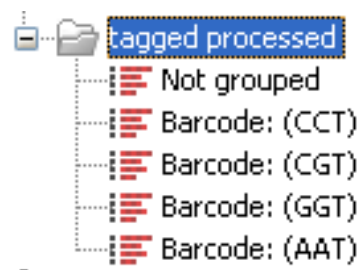 tagged processed
Not grouped
Barcode: (CCT)
Barcode: (CGT)
Barcode: (GGT)
Barcode: (AAT)